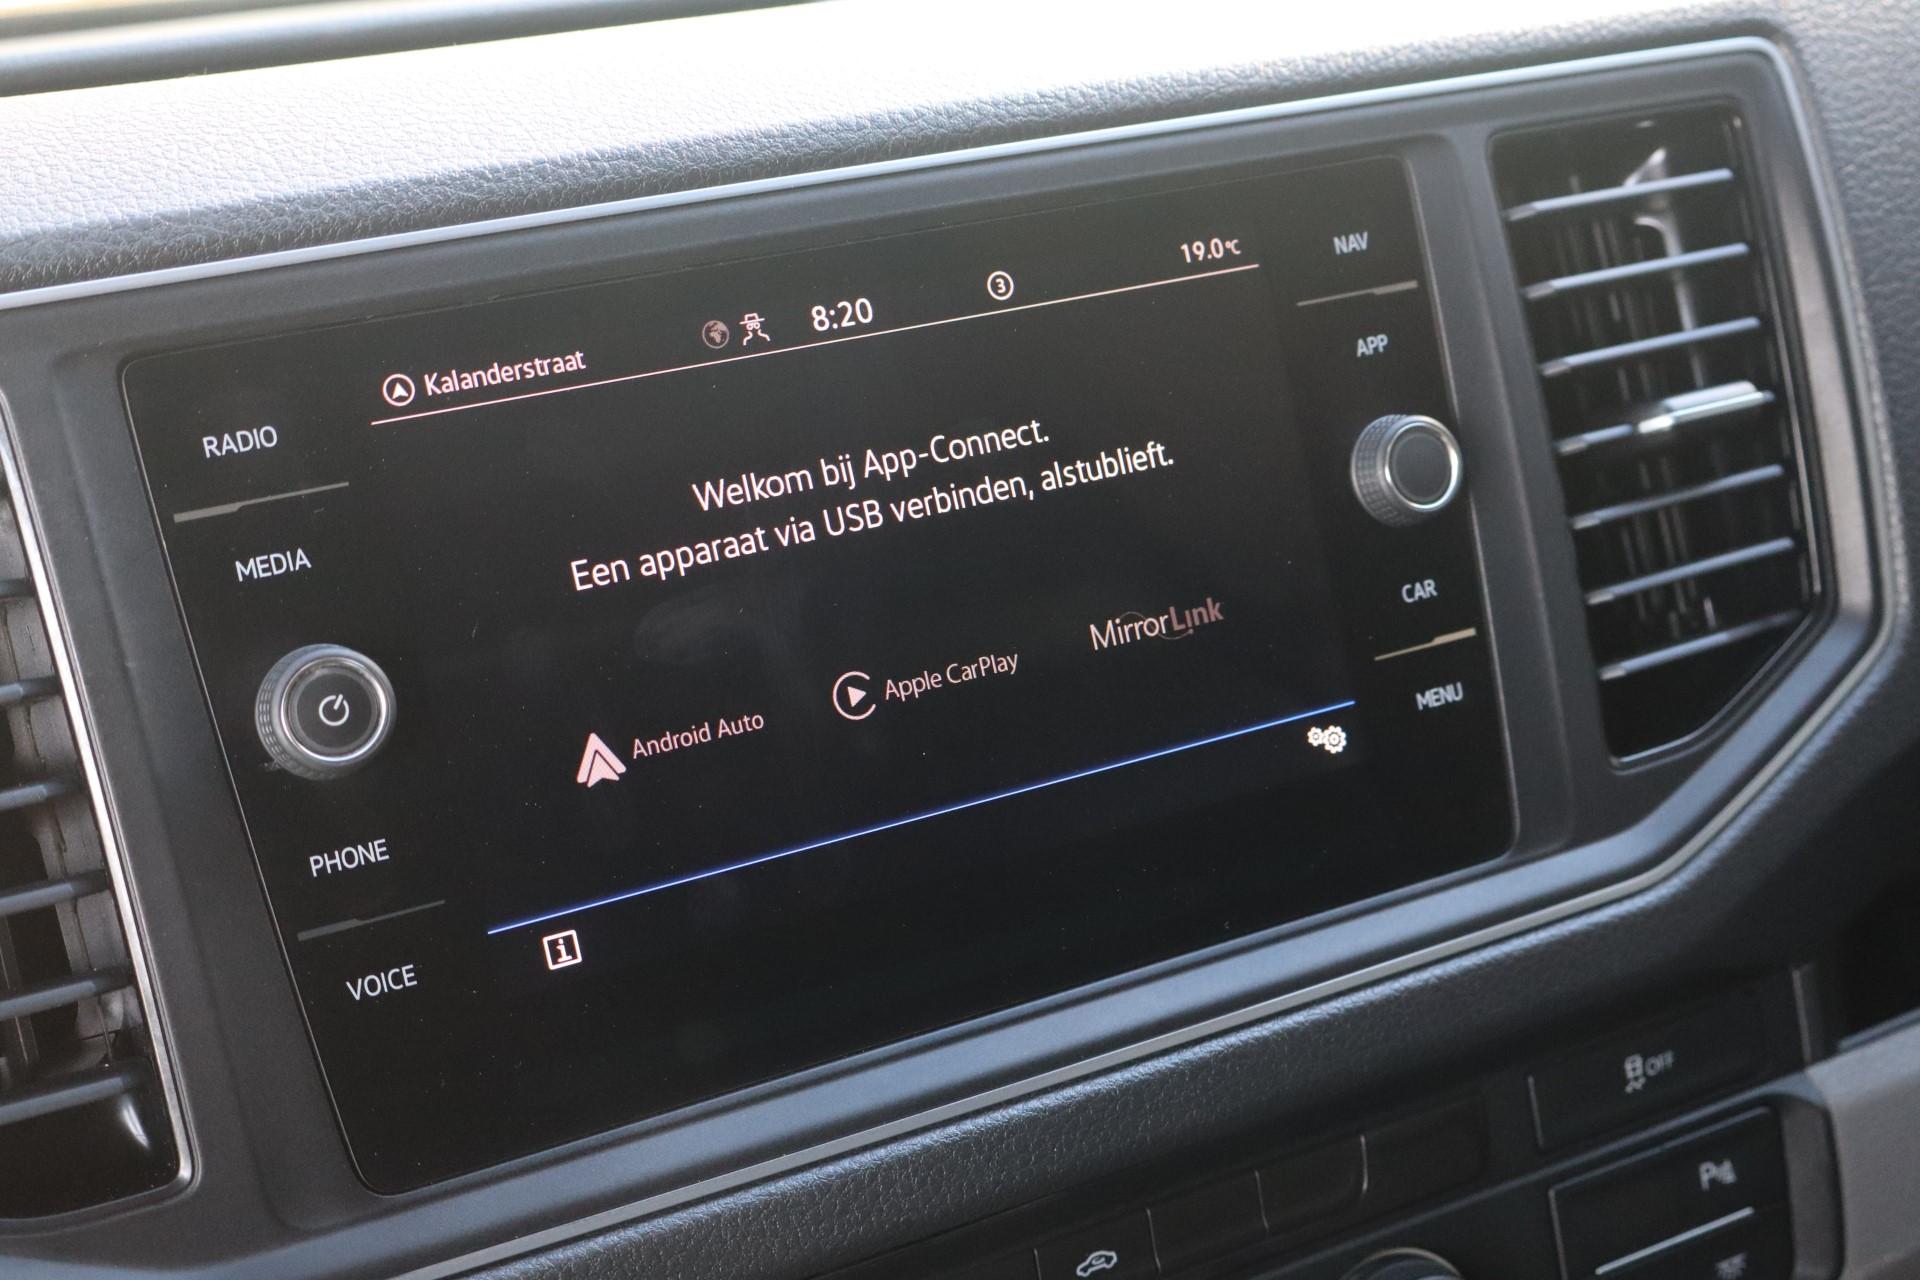 Kalanderstraat
8:20
3
19.0°C
NAV
APP
RADIO
MEDIA
Welkom bij App-Connect.
Een apparaat via USB verbinden, alstublieft.
Android Auto
Apple CarPlay
MirrorLink
CAR
MENU
PHONE
VOICE
i
OFF
P